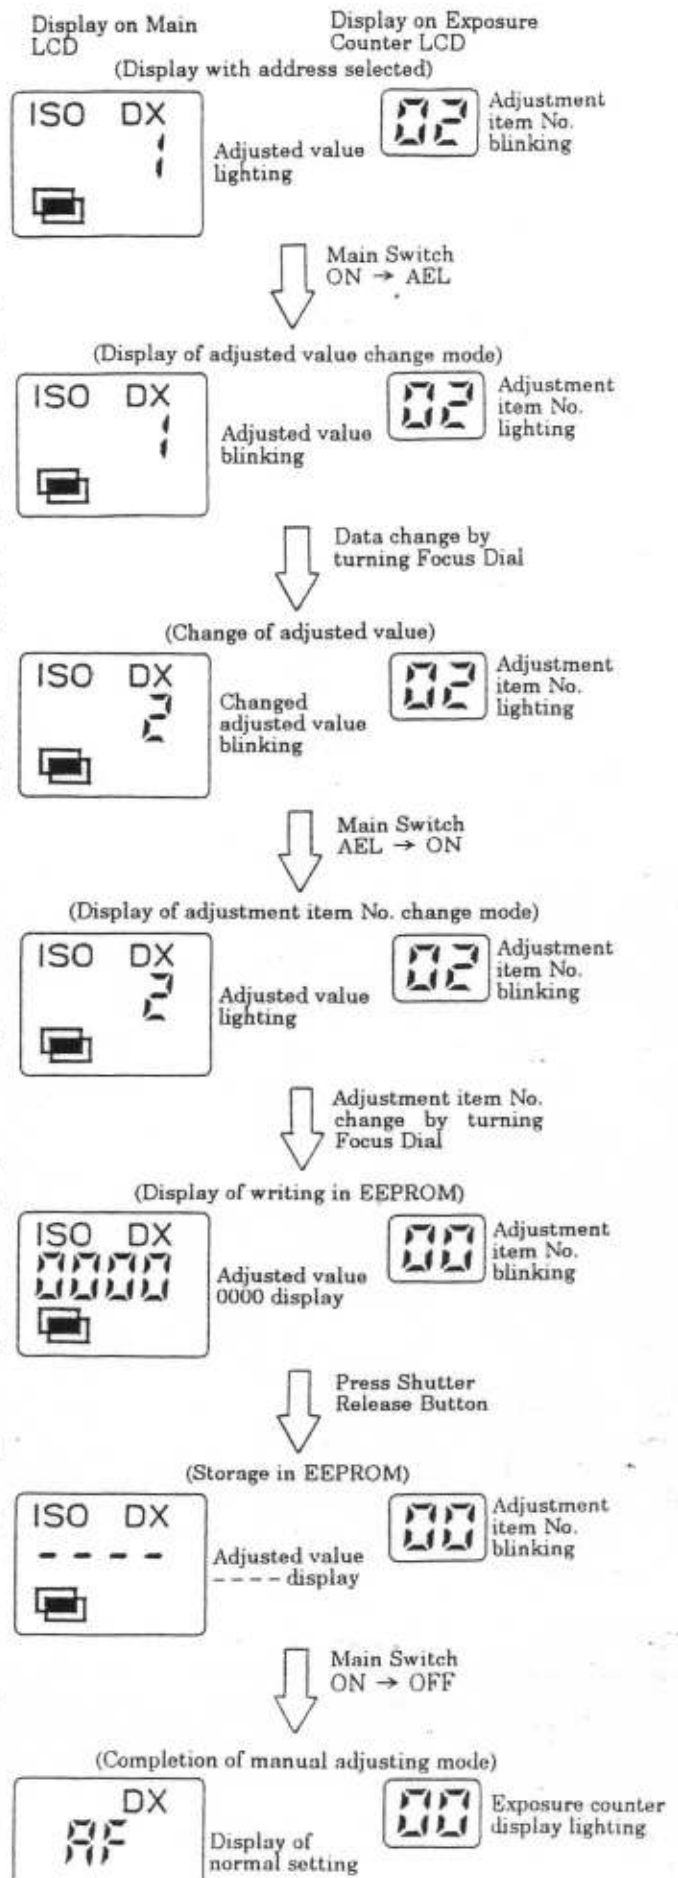 Display on Main
LCD
Display on Exposure
Counter LCD
(Display with address selected)
ISO DX
1
Adjusted value
lighting
02
Adjustment
item No.
blinking
Main Switch
ON → AEL
(Display of adjusted value change mode)
ISO DX
1
Adjusted value
blinking
02
Adjustment
item No.
lighting
Data change by
turning Focus Dial
(Change of adjusted value)
ISO DX
2
Changed
adjusted value
blinking
02
Adjustment
item No.
lighting
Main Switch
AEL → ON
(Display of adjustment item No. change mode)
ISO DX
2
Adjusted value
lighting
02
Adjustment
item No.
blinking
Adjustment item No.
change by turning
Focus Dial
(Display of writing in EEPROM)
ISO DX
0000
Adjusted value
0000 display
00
Adjustment
item No.
blinking
Press Shutter
Release Button
(Storage in EEPROM)
ISO DX
- - - -
Adjusted value
- - - - display
00
Adjustment
item No.
blinking
Main Switch
ON → OFF
(Completion of manual adjusting mode)
DX
AF
Display of
normal setting
00
Exposure counter
display lighting